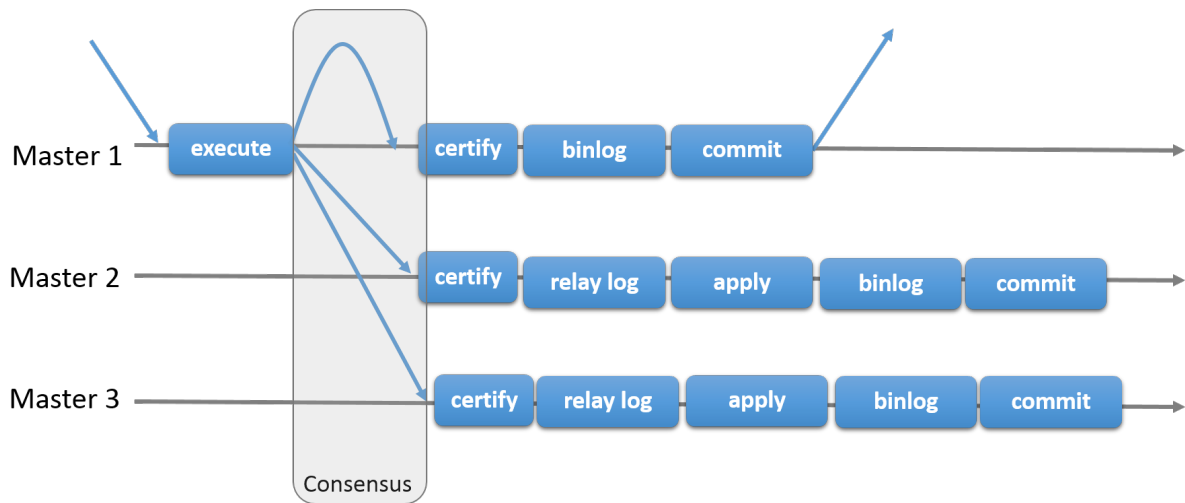 Master 1 execute certify binlog commit
Master 2 certify relay log apply binlog commit
Master 3 certify relay log apply binlog commit
Consensus